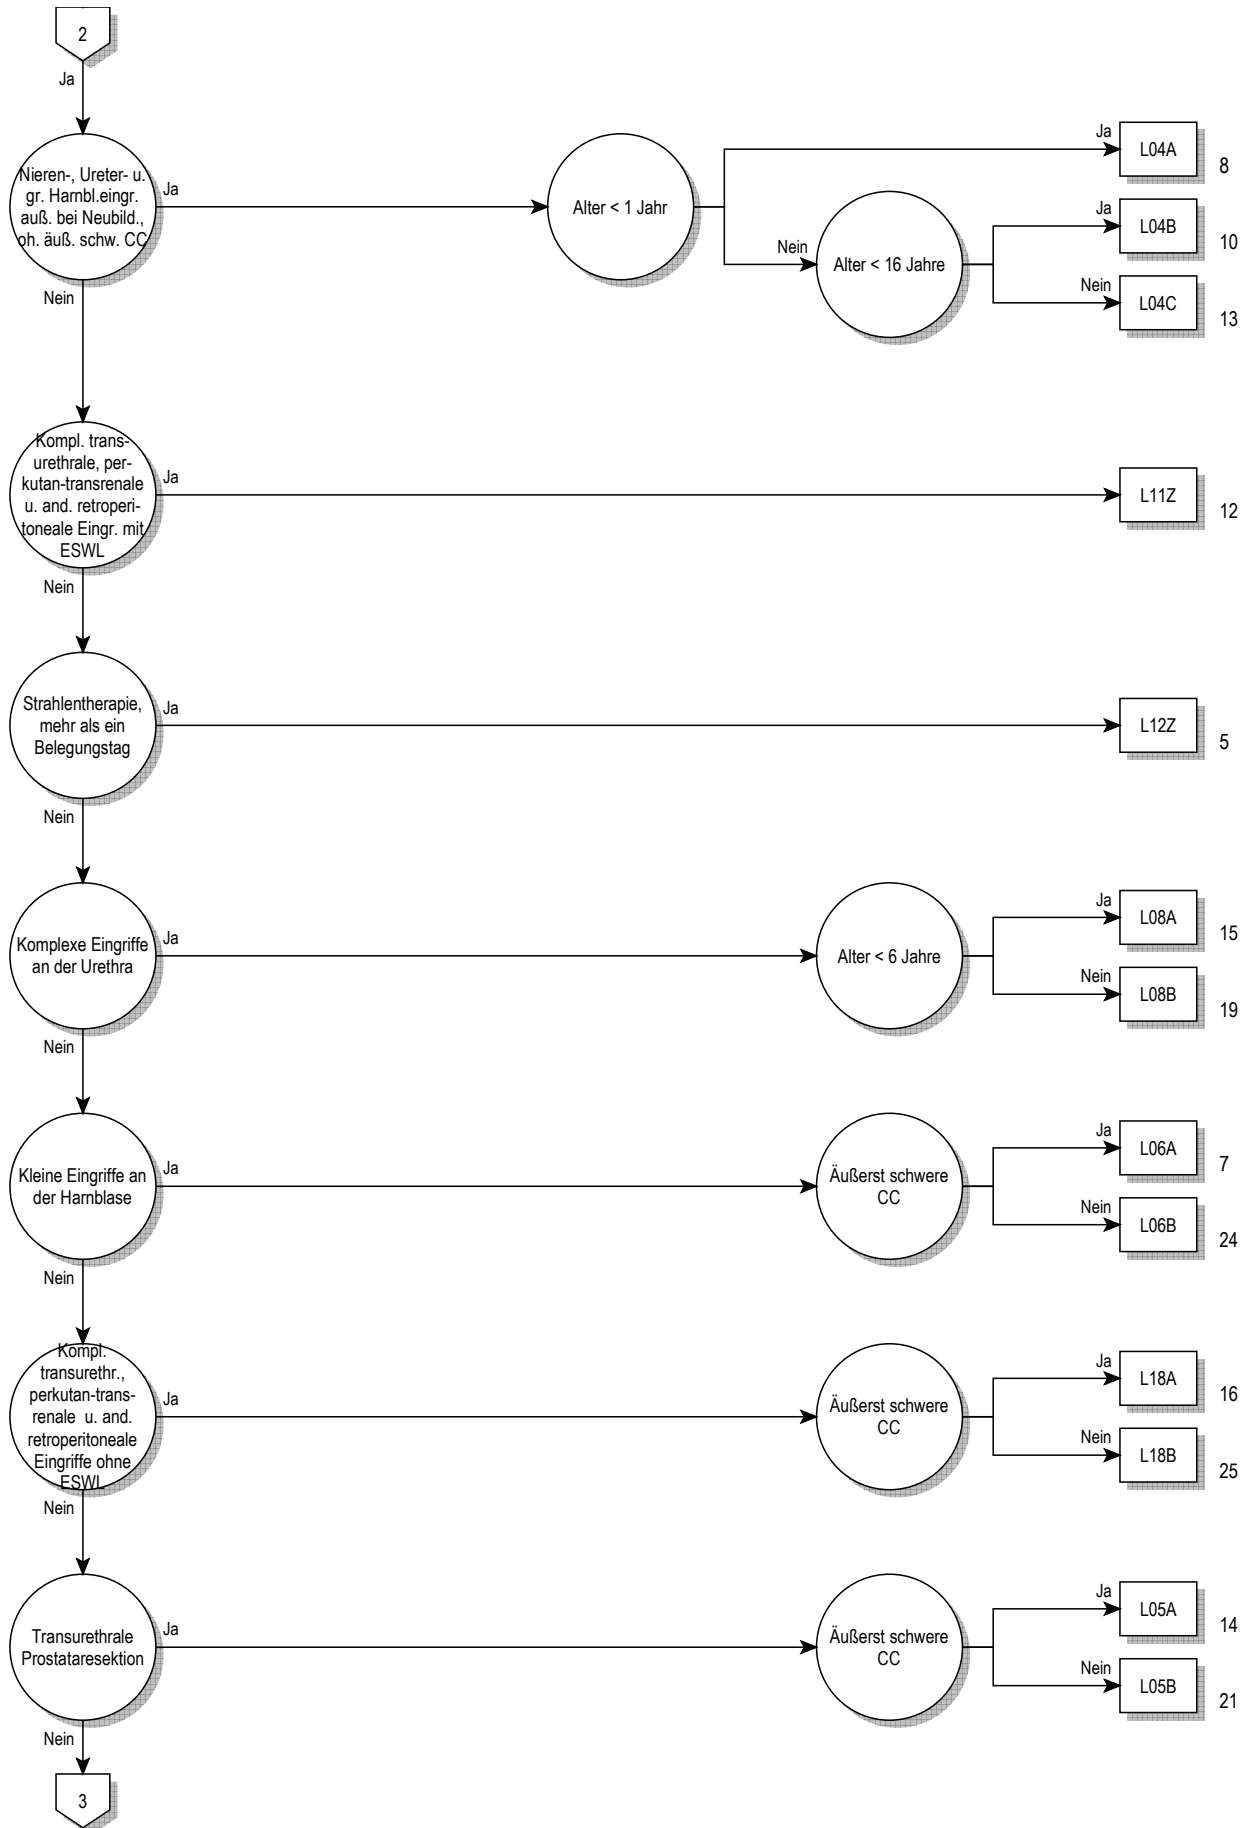 2
Ja
Nieren-, Ureter- u.
gr. Harnbl.eingr.
auß. bei Neubild.,
oh. äuß. schw. CC
Ja
Alter < 1 Jahr
Ja
L04A
8
Nein
Alter < 16 Jahre
Ja
L04B
10
Nein
L04C
13
Nein
Kompl. trans-
urethrale, per-
kutan-transrenale
u. and. retroperi-
toneale Eingr. mit
ESWL
Ja
L11Z
12
Nein
Strahlentherapie,
mehr als ein
Belegungstag
Ja
L12Z
5
Nein
Komplexe Eingriffe
an der Urethra
Ja
Alter < 6 Jahre
Ja
L08A
15
Nein
L08B
19
Nein
Kleine Eingriffe an
der Harnblase
Ja
Äußerst schwere
CC
Ja
L06A
7
Nein
L06B
24
Nein
Kompl.
transurethr.,
perkutan-trans-
renale u. and.
retroperitoneale
Eingriffe ohne
ESWL
Ja
Äußerst schwere
CC
Ja
L18A
16
Nein
L18B
25
Nein
Transurethrale
Prostataresektion
Ja
Äußerst schwere
CC
Ja
L05A
14
Nein
L05B
21
Nein
3